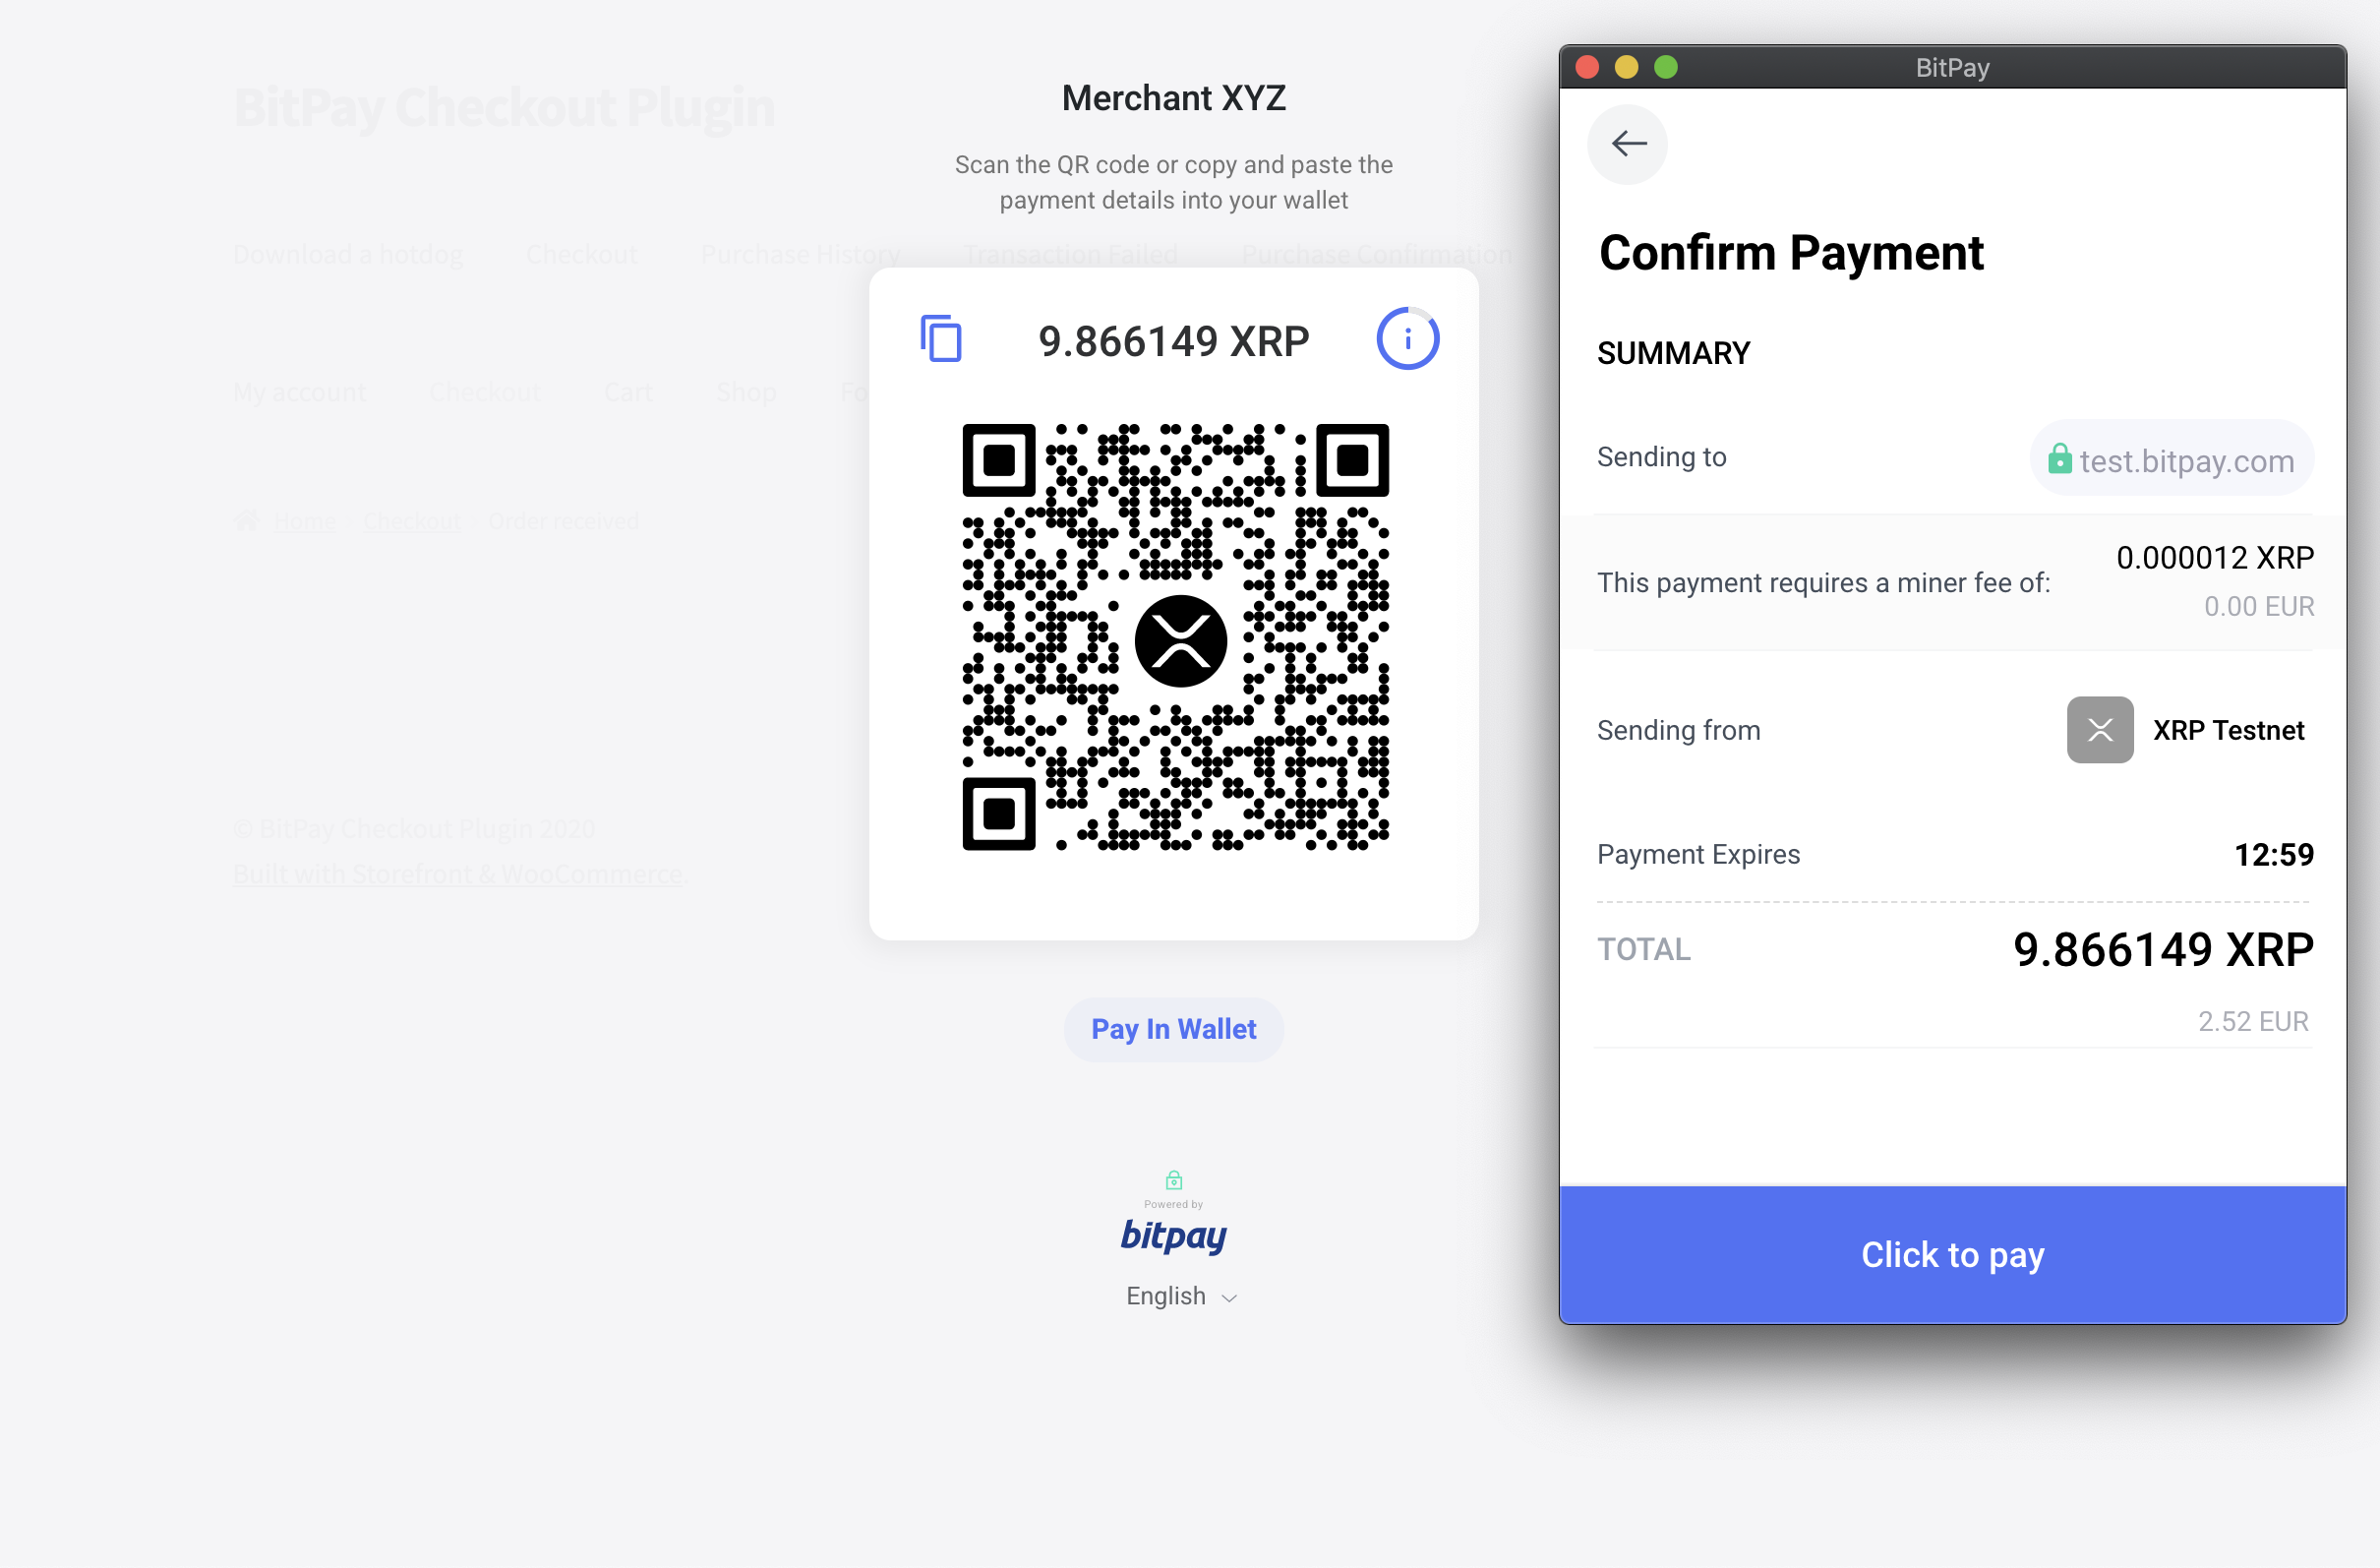 BitPay Checkout Plugin
Download a hotdog Checkout Purchase History Transaction Failed Purchase Confirmation
My account Checkout Cart Shop
Home Checkout Order received
© BitPay Checkout Plugin 2020
Built with Storefront & WooCommerce.
Merchant XYZ
Scan the QR code or copy and paste the
payment details into your wallet
9.866149 XRP
Pay In Wallet
Powered by
bitpay
English
BitPay
Confirm Payment
SUMMARY
Sending to test.bitpay.com
This payment requires a miner fee of: 0.000012 XRP
0.00 EUR
Sending from XRP Testnet
Payment Expires 12:59
TOTAL 9.866149 XRP
2.52 EUR
Click to pay